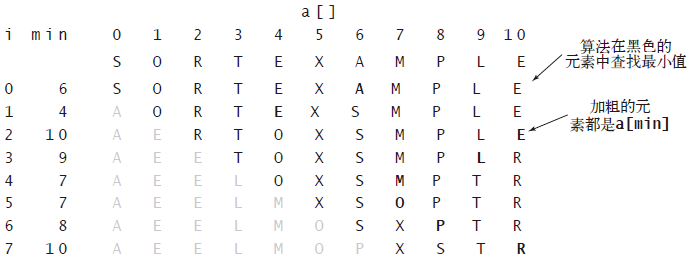 a[]
i min 0 1 2 3 4 5 6 7 8 9 10
S O R T E X A M P L E
0 6 S O R T E X A M P L E
1 4 A O R T E X S M P L E
2 10 A E R T O X S M P L E
3 9 A E E T O X S M P L R
4 7 A E E L O X S M P T R
5 7 A E E L M X S O P T R
6 8 A E E L M O S X P T R
7 10 A E E L M O P X S T R
算法在黑色的
元素中查找最小值
加粗的元
素都是a[min]